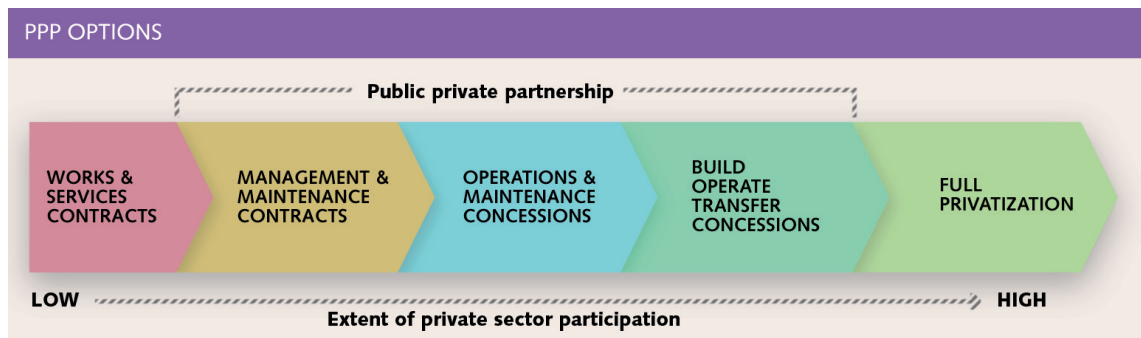 PPP OPTIONS
Public private partnership
WORKS &
SERVICES
CONTRACTS
MANAGEMENT &
MAINTENANCE
CONTRACTS
OPERATIONS &
MAINTENANCE
CONCESSIONS
BUILD
OPERATE
TRANSFER
CONCESSIONS
FULL
PRIVATIZATION
LOW
HIGH
Extent of private sector participation